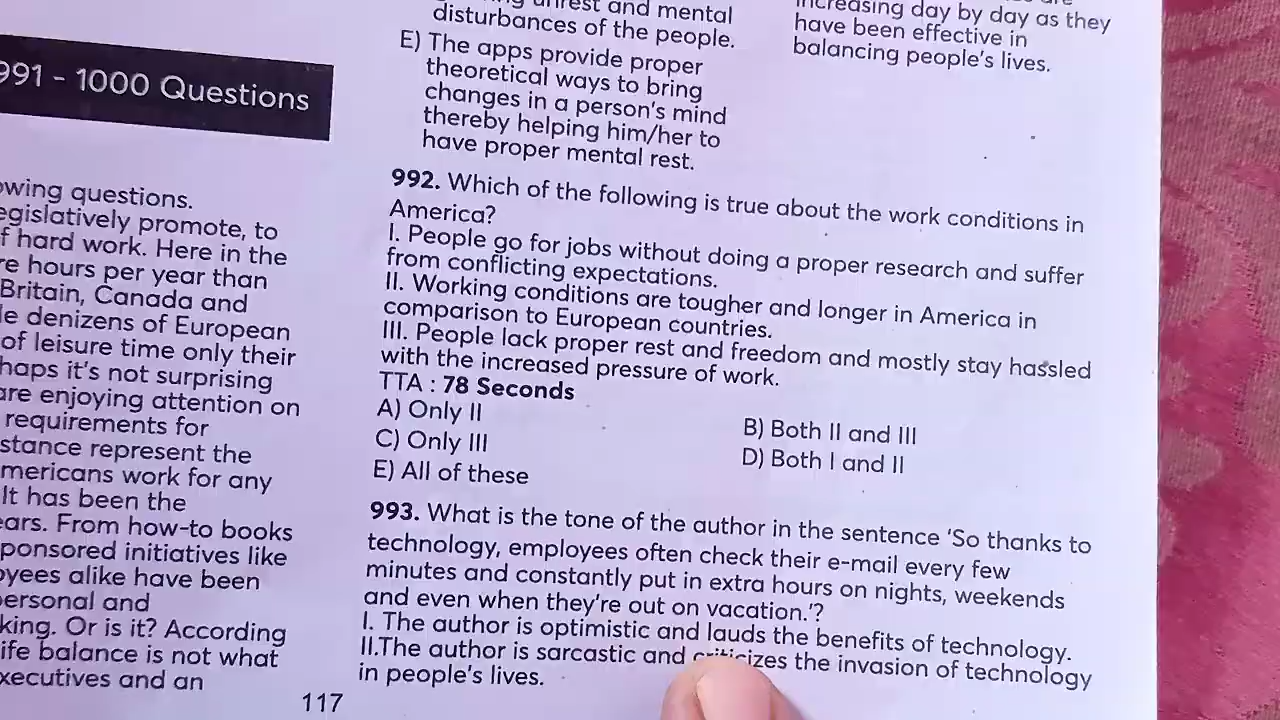 991 - 1000 Questions
owing questions.
egislatively promote, to
f hard work. Here in the
re hours per year than
Britain, Canada and
le denizens of European
of leisure time only their
haps it's not surprising
are enjoying attention on
requirements for
stance represent the
mericans work for any
It has been the
ears. From how-to books
ponsored initiatives like
oyees alike have been
personal and
king. Or is it? According
ife balance is not what
xecutives and an
117
unrest and mental
disturbances of the people.
E) The apps provide proper
theoretical ways to bring
changes in a person's mind
thereby helping him/her to
have proper mental rest.
increasing day by day as they
have been effective in
balancing people's lives.
992. Which of the following is true about the work conditions in
America?
I. People go for jobs without doing a proper research and suffer
from conflicting expectations.
II. Working conditions are tougher and longer in America in
comparison to European countries.
III. People lack proper rest and freedom and mostly stay hassled
with the increased pressure of work.
TTA : 78 Seconds
A) Only II
B) Both II and III
C) Only III
D) Both I and II
E) All of these
993. What is the tone of the author in the sentence 'So thanks to
technology, employees often check their e-mail every few
minutes and constantly put in extra hours on nights, weekends
and even when they're out on vacation.'?
I. The author is optimistic and lauds the benefits of technology.
II.The author is sarcastic and criticizes the invasion of technology
in people's lives.